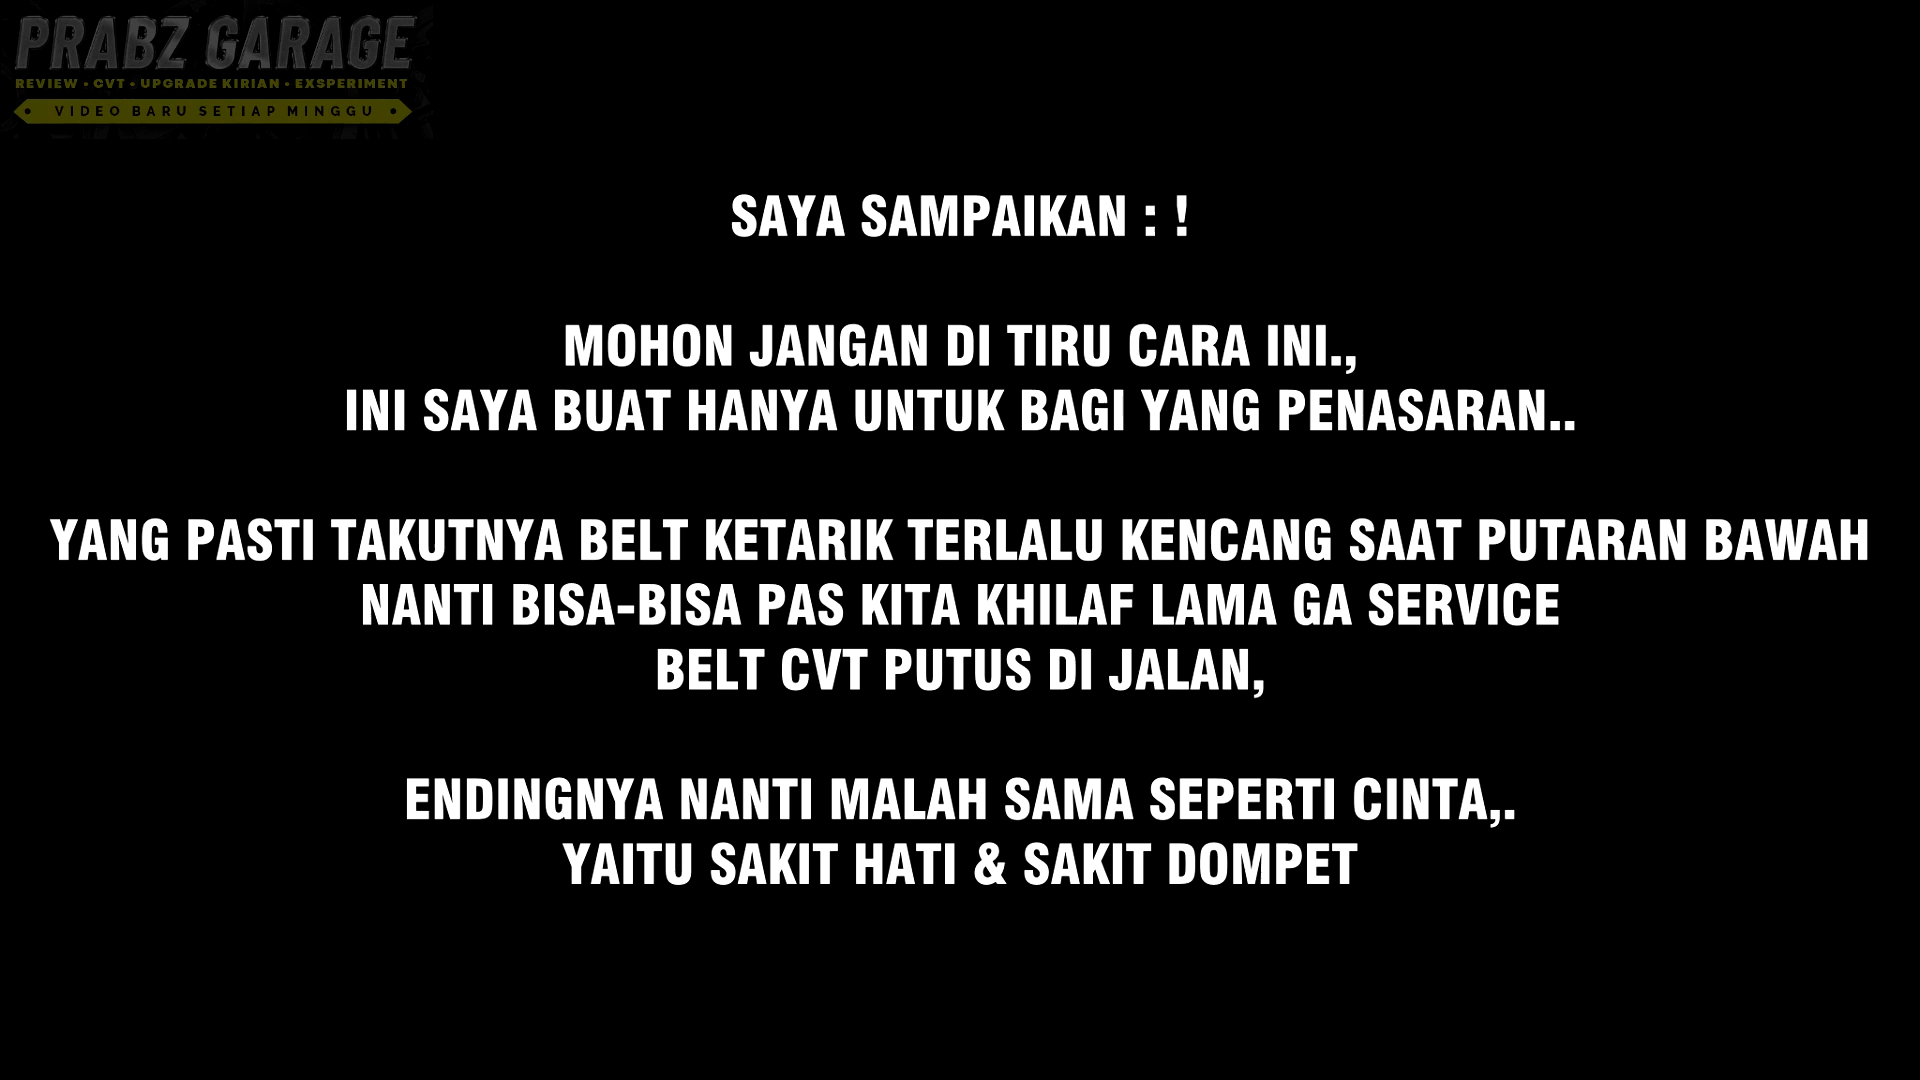 PRABZ GARAGE
REVIEW • CVT • UPGRADE KIRIAN • EXSPERIMENT
• VIDEO BARU SETIAP MINGGU •
SAYA SAMPAIKAN : !
MOHON JANGAN DI TIRU CARA INI.,
INI SAYA BUAT HANYA UNTUK BAGI YANG PENASARAN..
YANG PASTI TAKUTNYA BELT KETARIK TERLALU KENCANG SAAT PUTARAN BAWAH
NANTI BISA-BISA PAS KITA KHILAF LAMA GA SERVICE
BELT CVT PUTUS DI JALAN,
ENDINGNYA NANTI MALAH SAMA SEPERTI CINTA,.
YAITU SAKIT HATI & SAKIT DOMPET